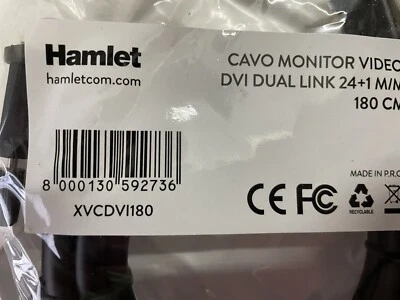 Hamlet
hamletcom.com
CAVO MONITOR VIDEO
DVI DUAL LINK 24+1 M/M
180 CM
8 000130 592736
XVCDVI180
MADE IN P.R.C
CE FC
RECYCLABLE